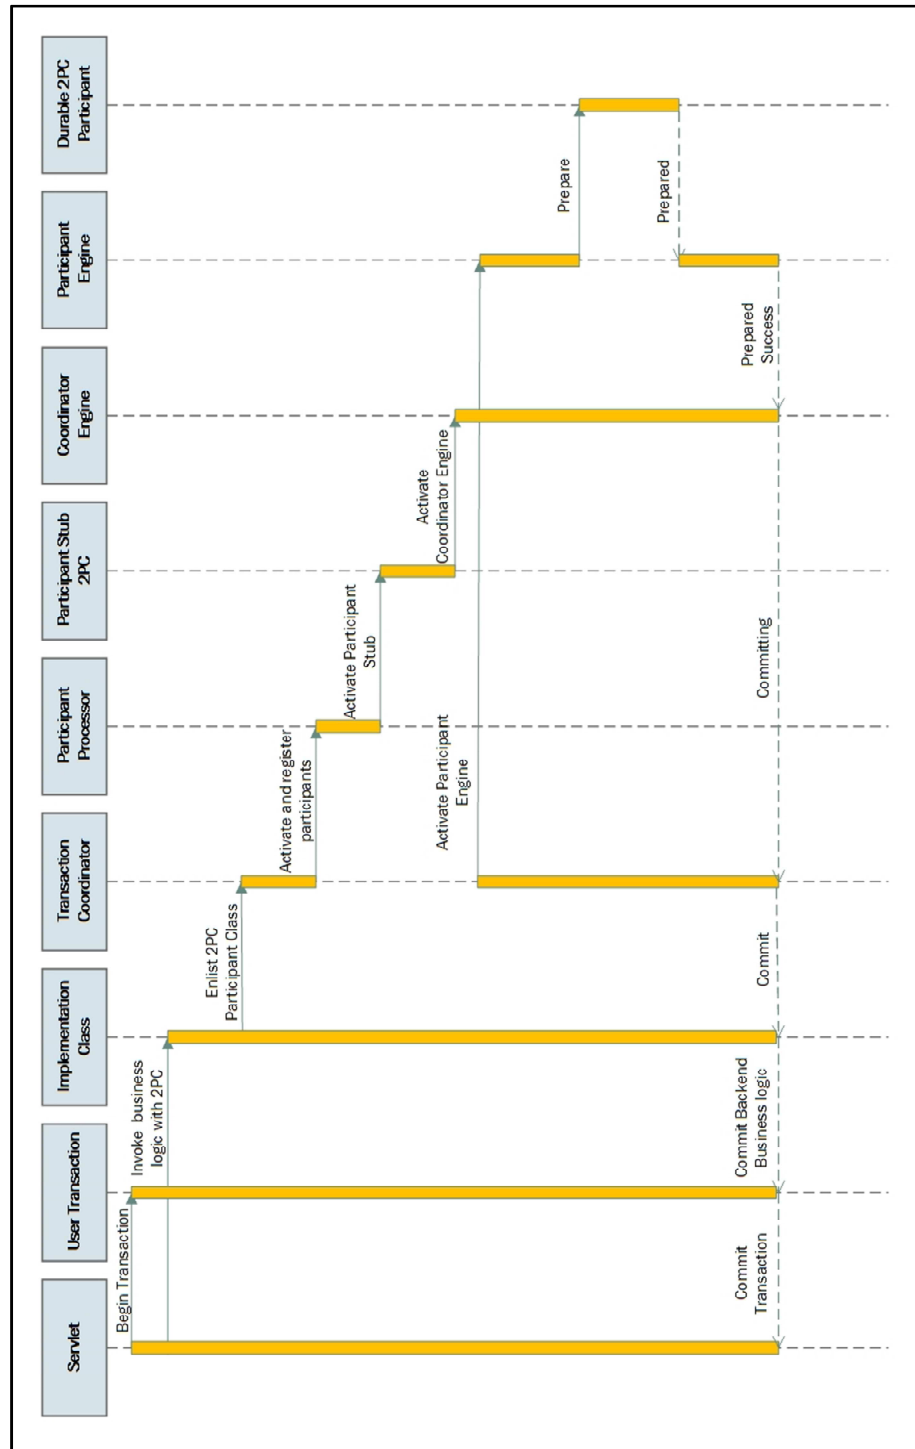 Servlet
User Transaction
Implementation
Class
Transaction
Coordinator
Participant
Processor
Participant Stub
2PC
Coordinator
Engine
Participant
Engine
Durable 2PC
Participant
Begin Transaction
Invoke business
logic with 2PC
Enlist 2PC
Participant Class
Activate and register
participants
Activate Participant
Stub
Activate
Coordinator Engine
Activate Participant
Engine
Prepare
Prepared
Prepared
Success
Committing
Commit
Commit Backend
Business logic
Commit
Transaction